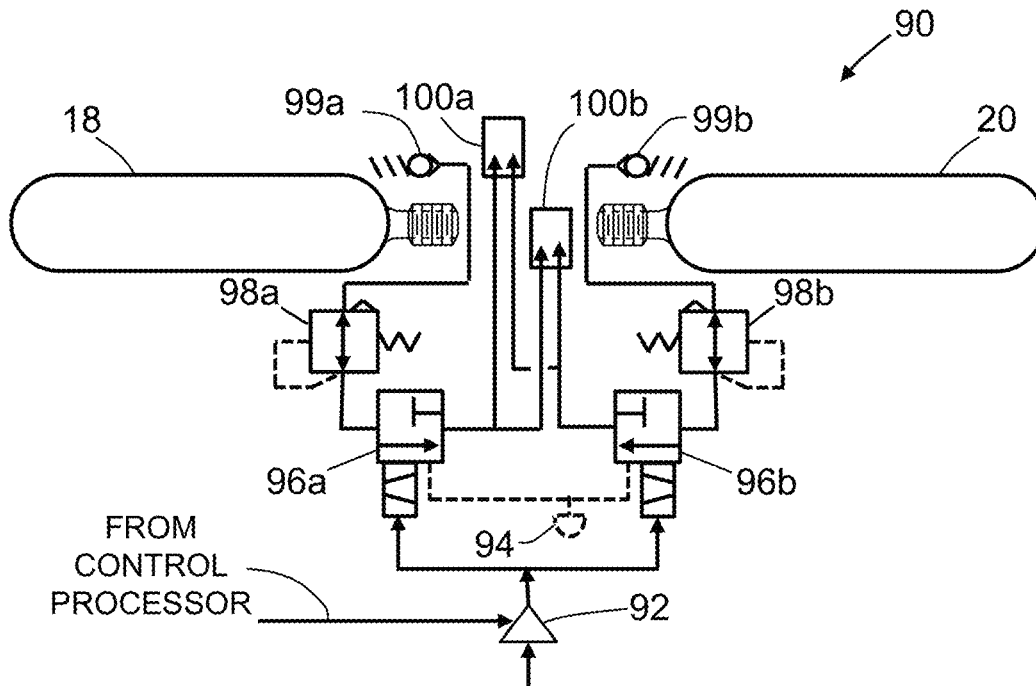 90
100a
99a
100b
99b
18
20
98a
98b
96a
96b
94
FROM
CONTROL
PROCESSOR
92